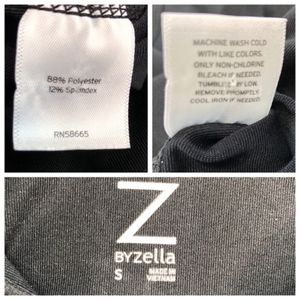 88% Polyester
12% Spandex
RN58665
MACHINE WASH COLD
WITH LIKE COLORS.
ONLY NON-CHLORINE
BLEACH IF NEEDED.
TUMBLE DRY LOW.
REMOVE PROMPTLY.
COOL IRON IF NEEDED.
Z
BYzella
S
MADE IN
VIETNAM